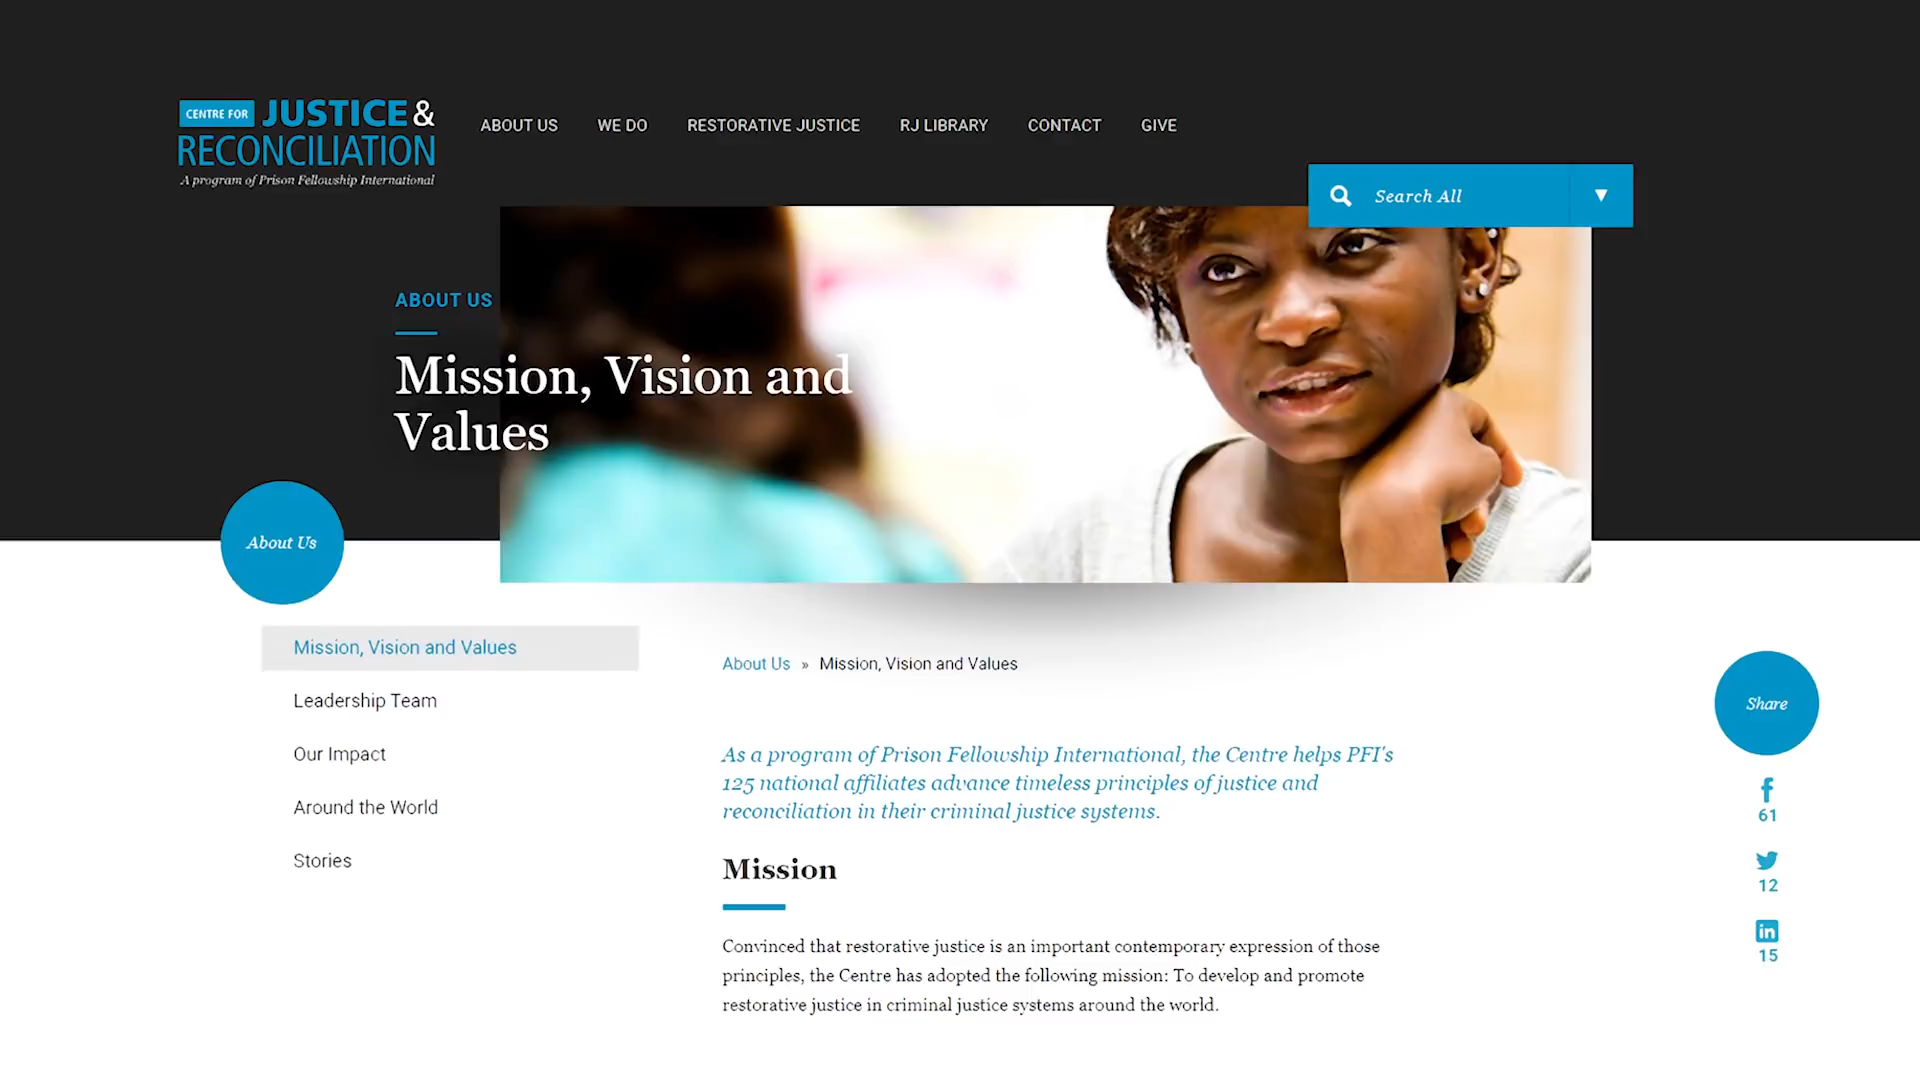 CENTRE FOR JUSTICE &
RECONCILIATION
A program of Prison Fellowship International
ABOUT US WE DO RESTORATIVE JUSTICE RJ LIBRARY CONTACT GIVE
Search All
ABOUT US
Mission, Vision and
Values
About Us
Mission, Vision and Values
Leadership Team
Our Impact
Around the World
Stories
About Us » Mission, Vision and Values
As a program of Prison Fellowship International, the Centre helps PFI's
125 national affiliates advance timeless principles of justice and
reconciliation in their criminal justice systems.
Mission
Convinced that restorative justice is an important contemporary expression of those
principles, the Centre has adopted the following mission: To develop and promote
restorative justice in criminal justice systems around the world.
Share
61
12
in
15